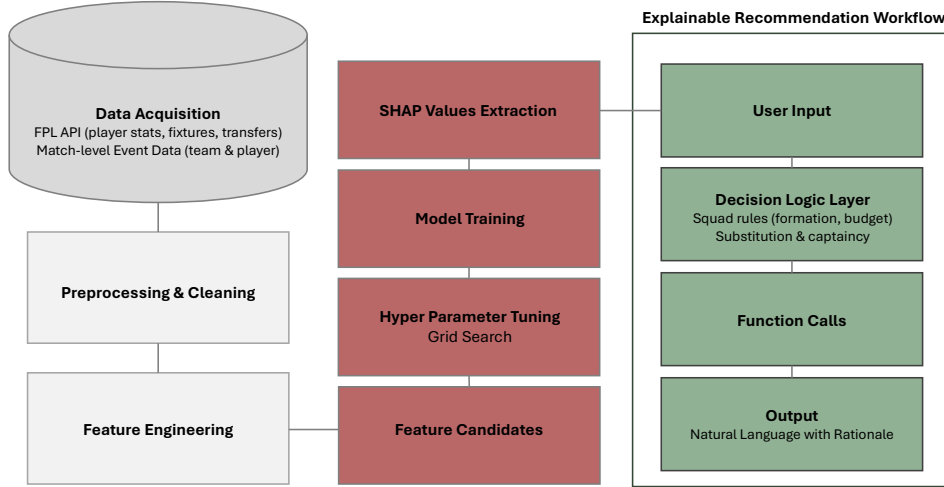 Explainable Recommendation Workflow
Data Acquisition
FPL API (player stats, fixtures, transfers)
Match-level Event Data (team & player)
Preprocessing & Cleaning
Feature Engineering
SHAP Values Extraction
Model Training
Hyper Parameter Tuning
Grid Search
Feature Candidates
User Input
Decision Logic Layer
Squad rules (formation, budget)
Substitution & captaincy
Function Calls
Output
Natural Language with Rationale